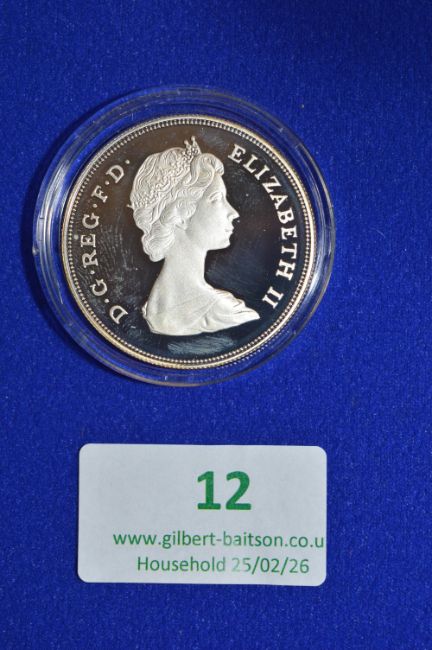 D·G·REG·F·D·
ELIZABETH II
12
www.gilbert-baitson.co.u
Household 25/02/26